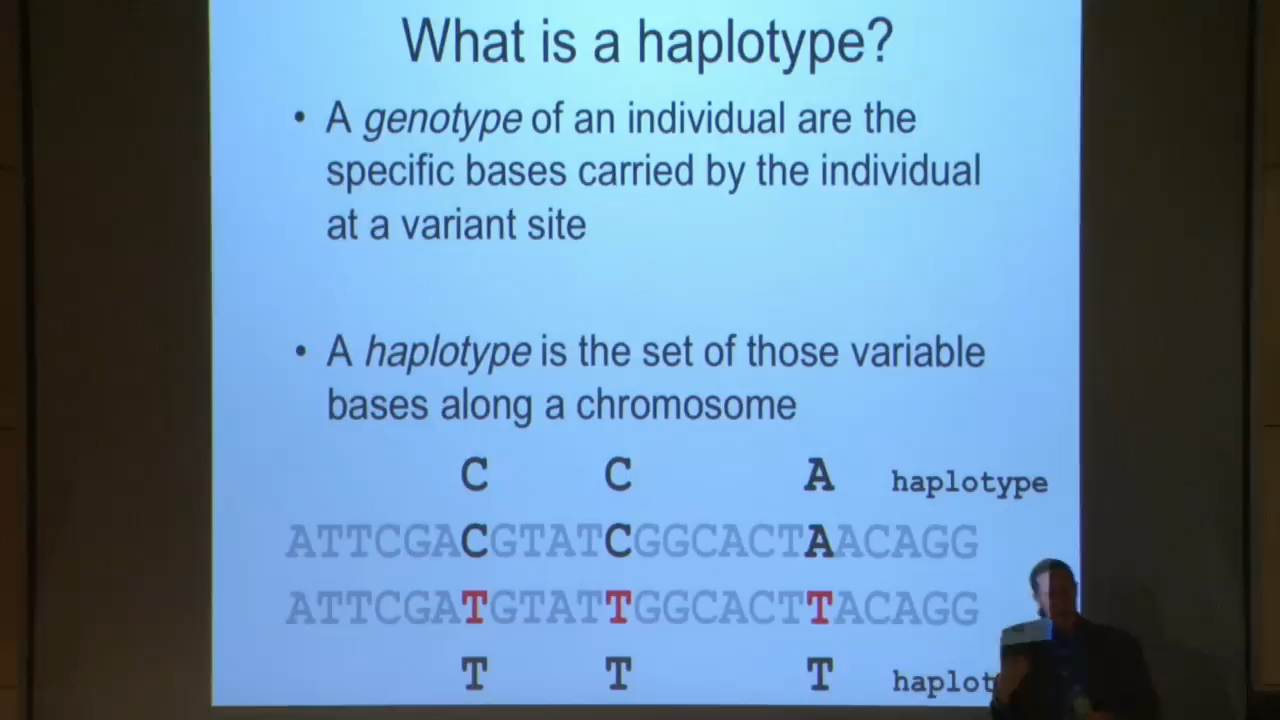 What is a haplotype?
• A genotype of an individual are the
specific bases carried by the individual
at a variant site
• A haplotype is the set of those variable
bases along a chromosome
C C A haplotype
ATTCGACGTATCGGCACTAACAGG
ATTCGATGTATTGGCACTTACAGG
T T T haplot